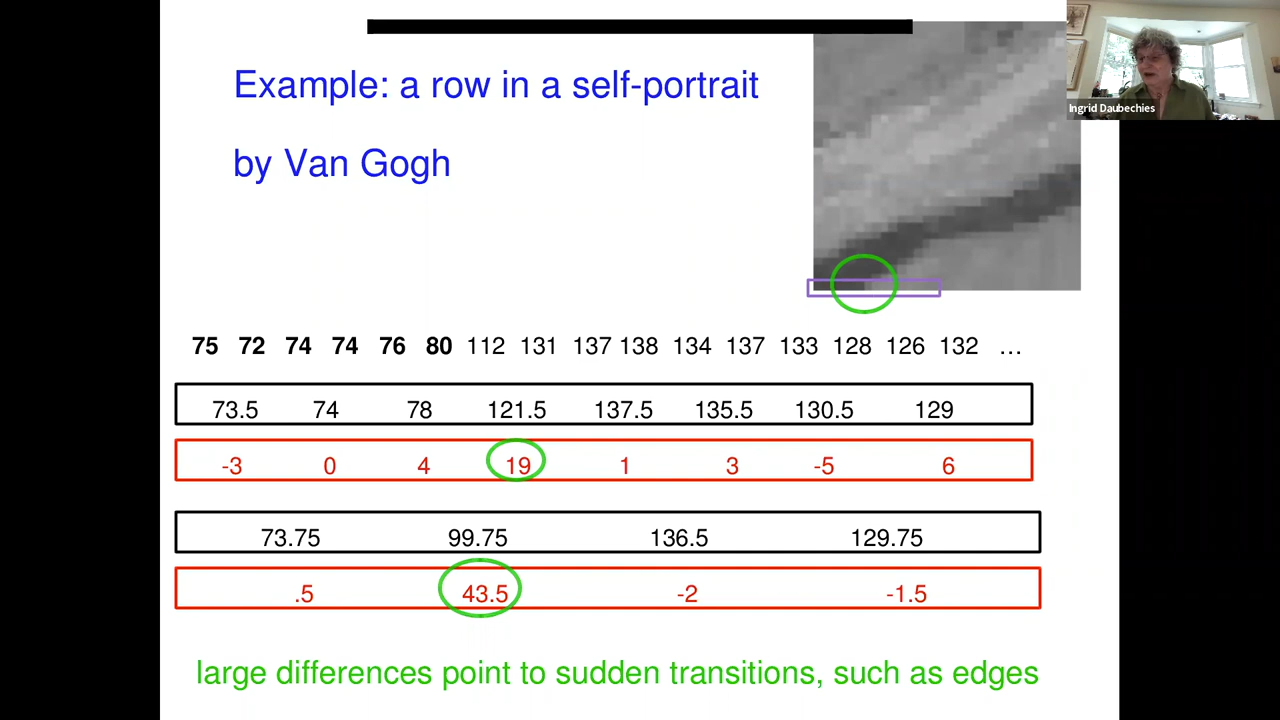 Example: a row in a self-portrait
by Van Gogh
Ingrid Daubechies
75 72 74 74 76 80 112 131 137 138 134 137 133 128 126 132 …
73.5 74 78 121.5 137.5 135.5 130.5 129
-3 0 4 19 1 3 -5 6
73.75 99.75 136.5 129.75
.5 43.5 -2 -1.5
large differences point to sudden transitions, such as edges